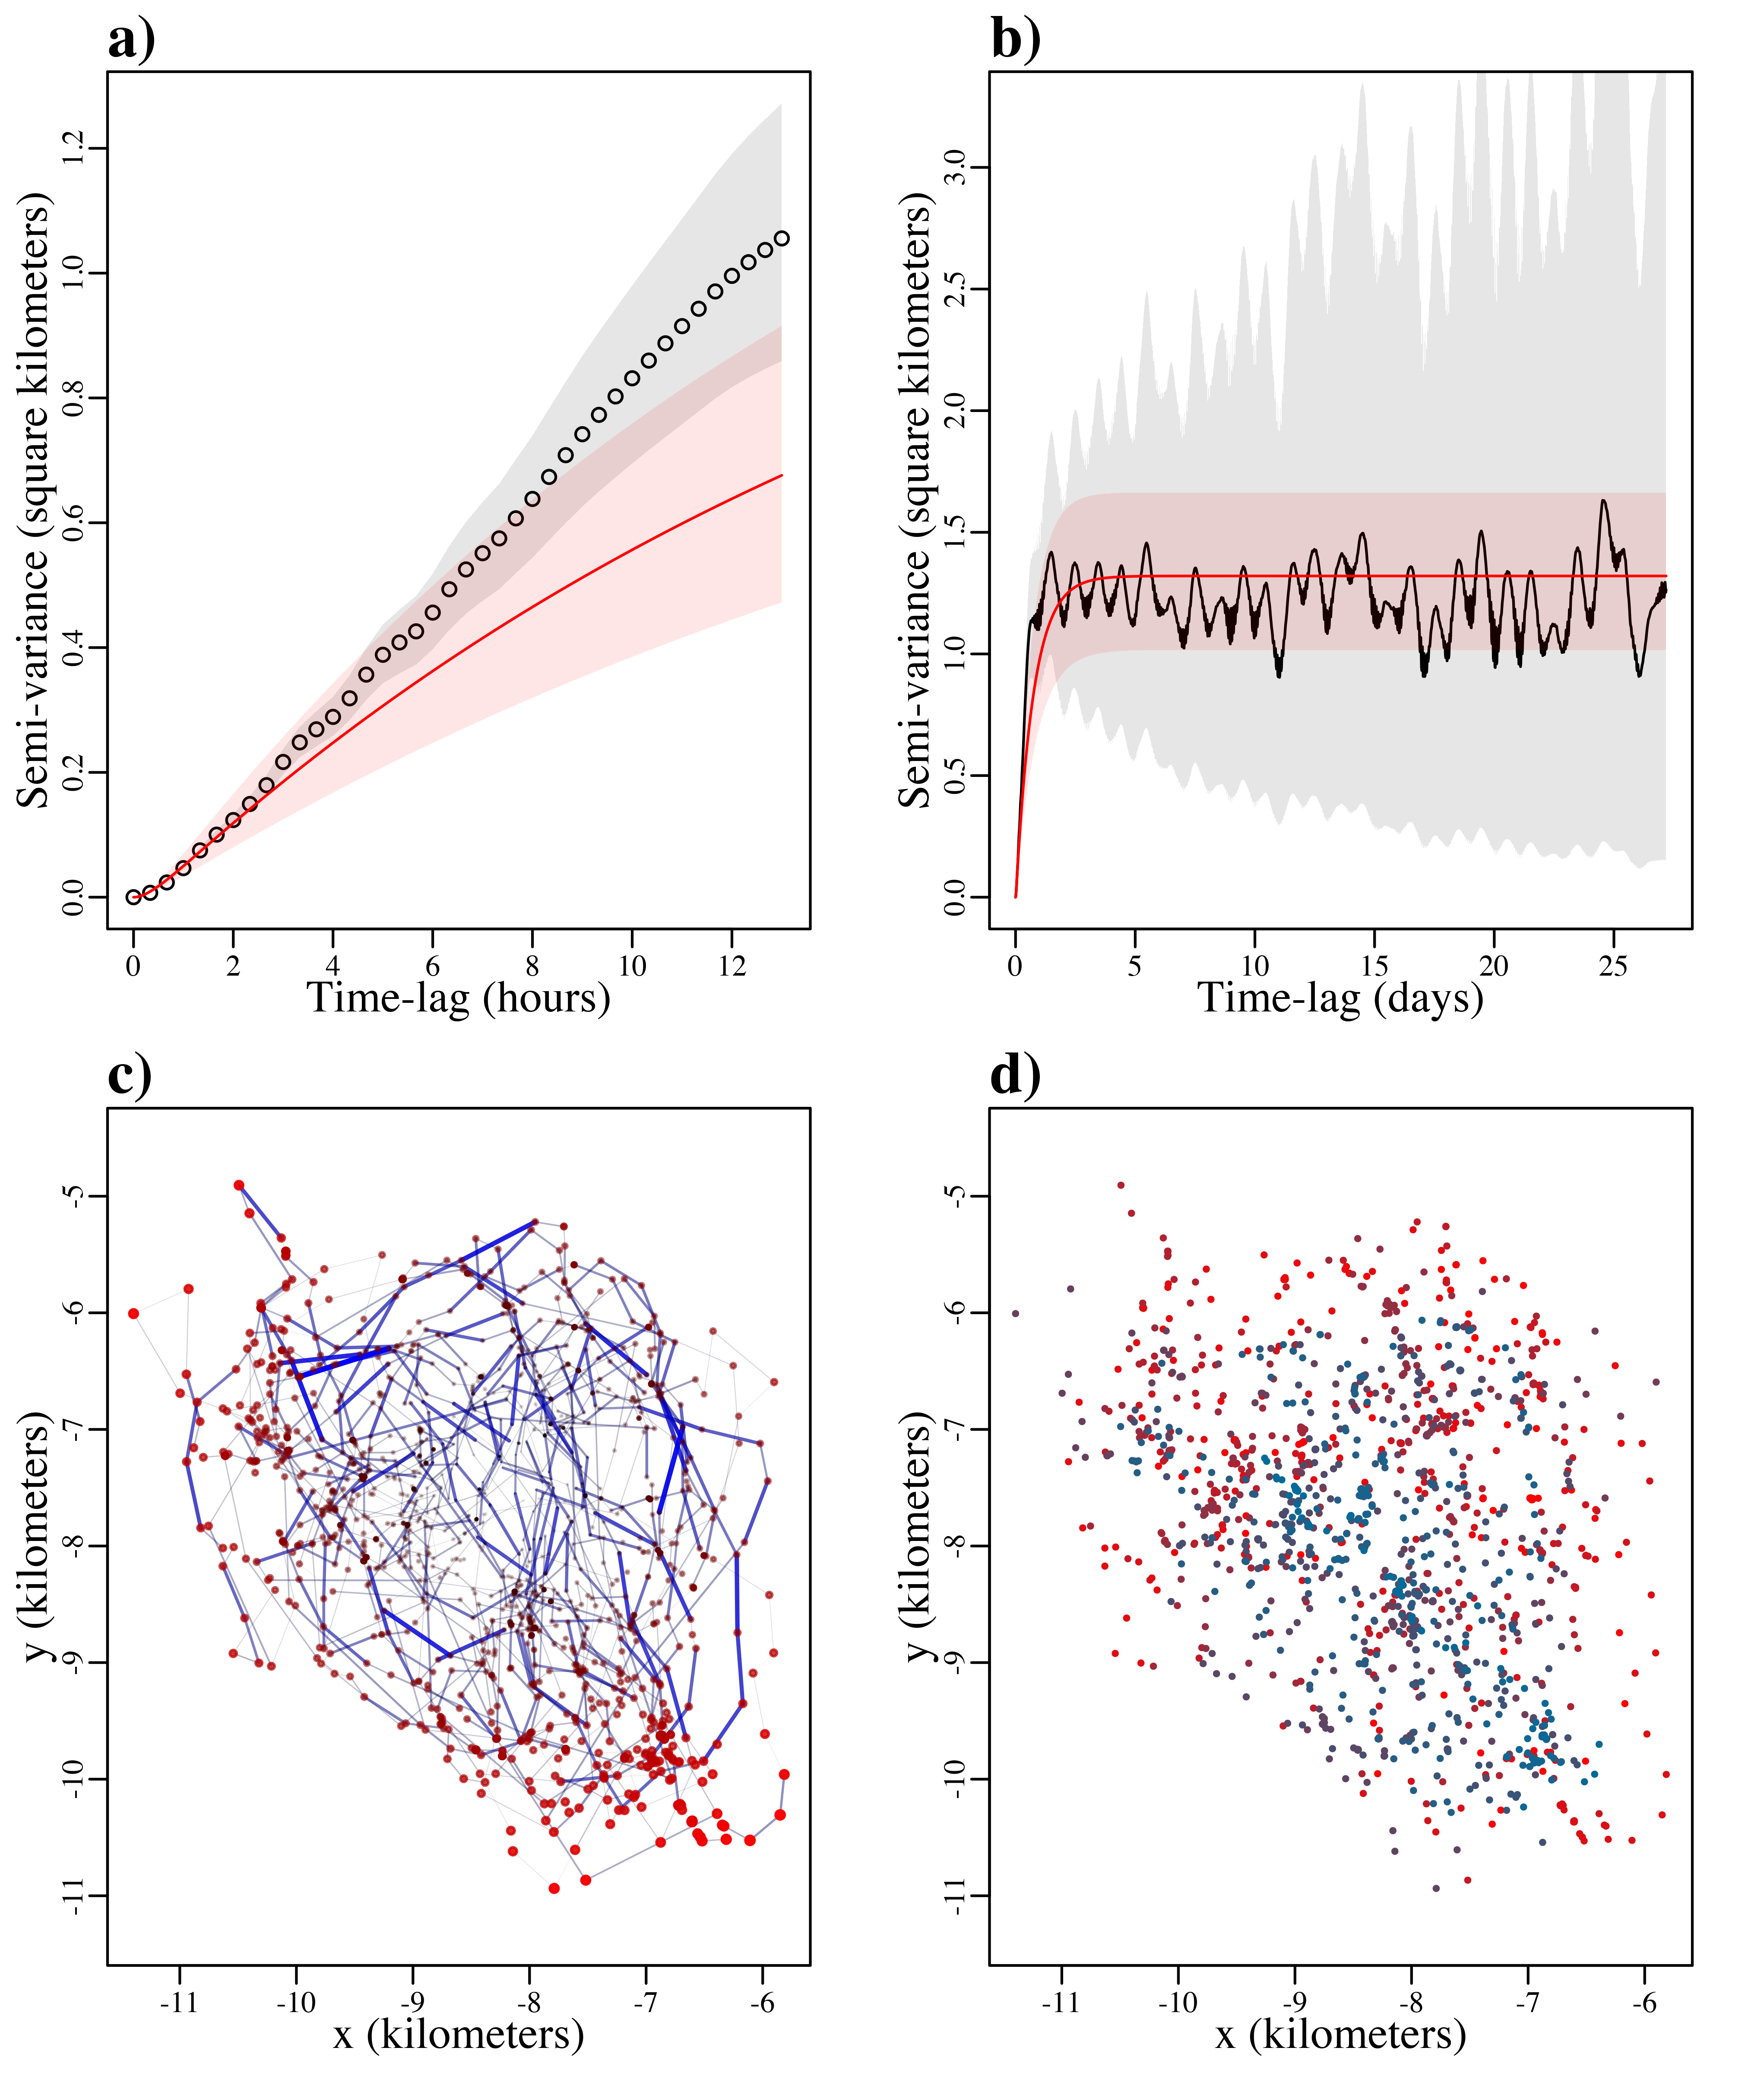 a)
Semi-variance (square kilometers)
0.0 0.2 0.4 0.6 0.8 1.0 1.2
0 2 4 6 8 10 12
Time-lag (hours)
b)
Semi-variance (square kilometers)
0.0 0.5 1.0 1.5 2.0 2.5 3.0
0 5 10 15 20 25
Time-lag (days)
c)
y (kilometers)
-11 -10 -9 -8 -7 -6 -5
-11 -10 -9 -8 -7 -6
x (kilometers)
d)
y (kilometers)
-11 -10 -9 -8 -7 -6 -5
-11 -10 -9 -8 -7 -6
x (kilometers)